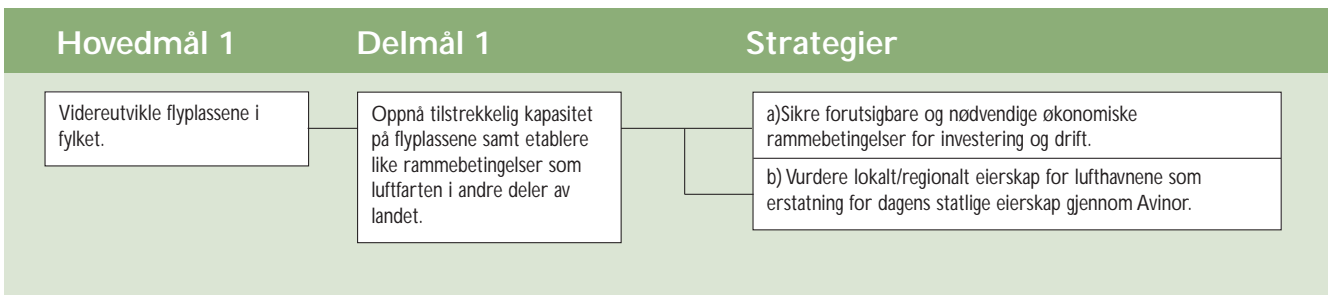 Hovedmål 1
Delmål 1
Strategier
Videreutvikle flyplassene i
fylket.
Oppnå tilstrekkelig kapasitet
på flyplassene samt etablere
like rammebetingelser som
luftfarten i andre deler av
landet.
a)Sikre forutsigbare og nødvendige økonomiske
rammebetingelser for investering og drift.
b) Vurdere lokalt/regionalt eierskap for lufthavnene som
erstatning for dagens statlige eierskap gjennom Avinor.